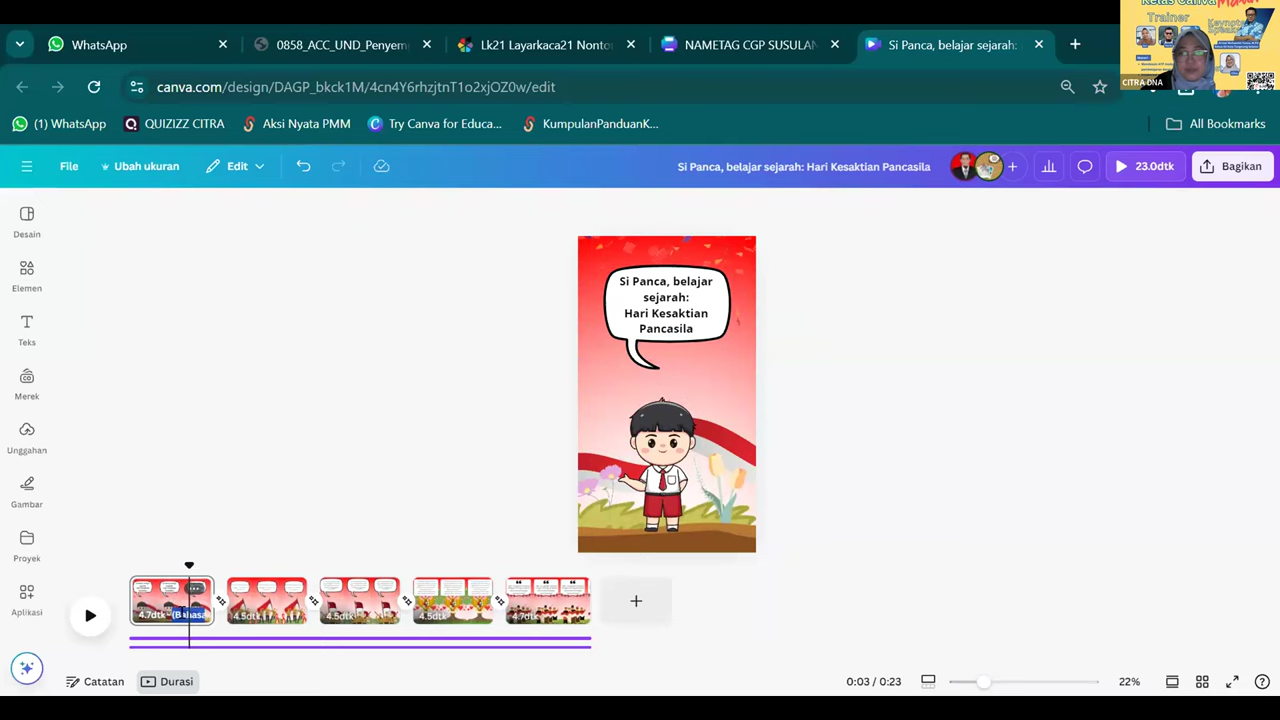 WhatsApp
0858_ACC_UND_Penyem
Lk21 Layarkaca21 Nonto
NAMETAG CGP SUSULAN
Si Panca, belajar sejarah:
Trainer
CITRA DNA
canva.com/design/DAGP_bkck1M/4cn4Y6rhzjtnT1o2xjOZ0w/edit
(1) WhatsApp
QUIZIZZ CITRA
Aksi Nyata PMM
Try Canva for Educa...
KumpulanPanduanK...
All Bookmarks
File
Ubah ukuran
Edit
Si Panca, belajar sejarah: Hari Kesaktian Pancasila
23.0dtk
Bagikan
Desain
Elemen
Teks
Merek
Unggahan
Gambar
Proyek
Aplikasi
Si Panca, belajar
sejarah:
Hari Kesaktian
Pancasila
4.7dtk
4.5dtk
4.5dtk
4.5dtk
4.7dtk
Catatan
Durasi
0:03 / 0:23
22%